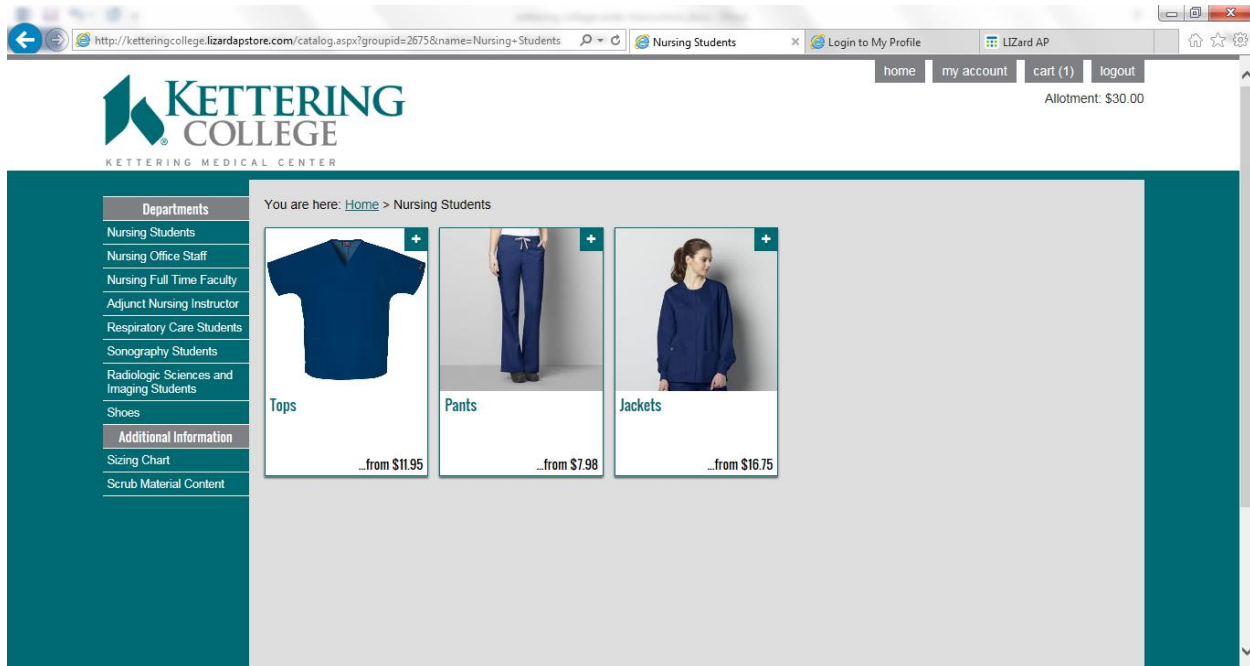 http://ketteringcollege.lizardapstore.com/catalog.aspx?groupid=2675&name=Nursing+Students
Nursing Students
Login to My Profile
LIZard AP
home my account cart (1) logout
Allotment: $30.00
KETTERING
COLLEGE
KETTERING MEDICAL CENTER
Departments
Nursing Students
Nursing Office Staff
Nursing Full Time Faculty
Adjunct Nursing Instructor
Respiratory Care Students
Sonography Students
Radiologic Sciences and
Imaging Students
Shoes
Additional Information
Sizing Chart
Scrub Material Content
You are here: Home > Nursing Students
Tops
...from $11.95
Pants
...from $7.98
Jackets
...from $16.75